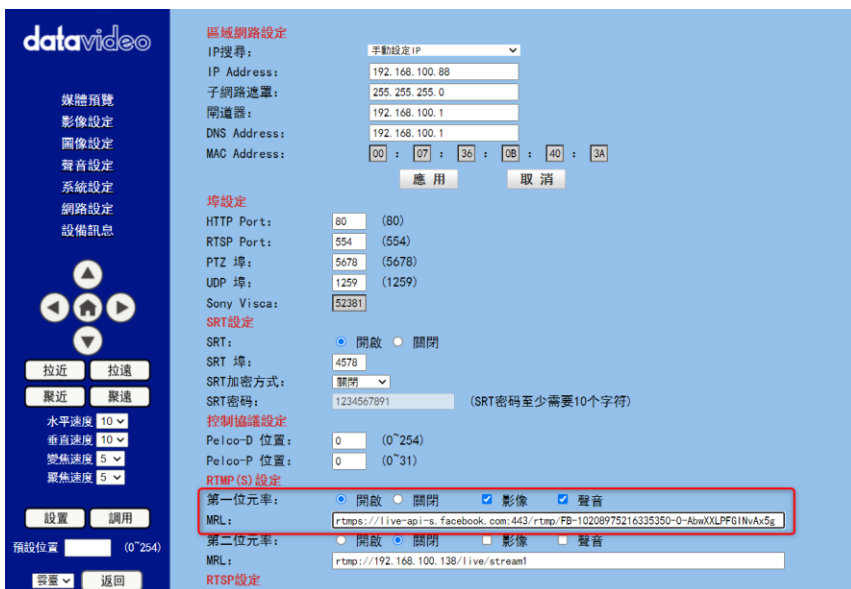 datavideo
媒體預覽
影像設定
圖像設定
聲音設定
系統設定
網路設定
設備訊息
拉近 拉遠
聚近 聚遠
水平速度 10
垂直速度 10
變焦速度 5
聚焦速度 5
設置 調用
預設位置 (0~254)
雲臺 返回
區域網路設定
IP搜尋: 手動設定IP
IP Address: 192.168.100.88
子網路遮罩: 255.255.255.0
閘道器: 192.168.100.1
DNS Address: 192.168.100.1
MAC Address: 00 : 07 : 36 : 0B : 40 : 3A
應用 取消
埠設定
HTTP Port: 80 (80)
RTSP Port: 554 (554)
PTZ 埠: 5678 (5678)
UDP 埠: 1259 (1259)
Sony Visca: 52381
SRT設定
SRT: 開啟 關閉
SRT 埠: 4578
SRT加密方式: 關閉
SRT密码: 1234567891 (SRT密码至少需要10个字符)
控制協議設定
Pelco-D 位置: 0 (0~254)
Pelco-P 位置: 0 (0~31)
RTMP(S)設定
第一位元率: 開啟 關閉 影像 聲音
MRL: rtmps://live-api-s.facebook.com:443/rtmp/FB-10208975216335350-0-AbwXXLPFGINvAx5g
第二位元率: 開啟 關閉 影像 聲音
MRL: rtmp://192.168.100.138/live/stream1
RTSP設定